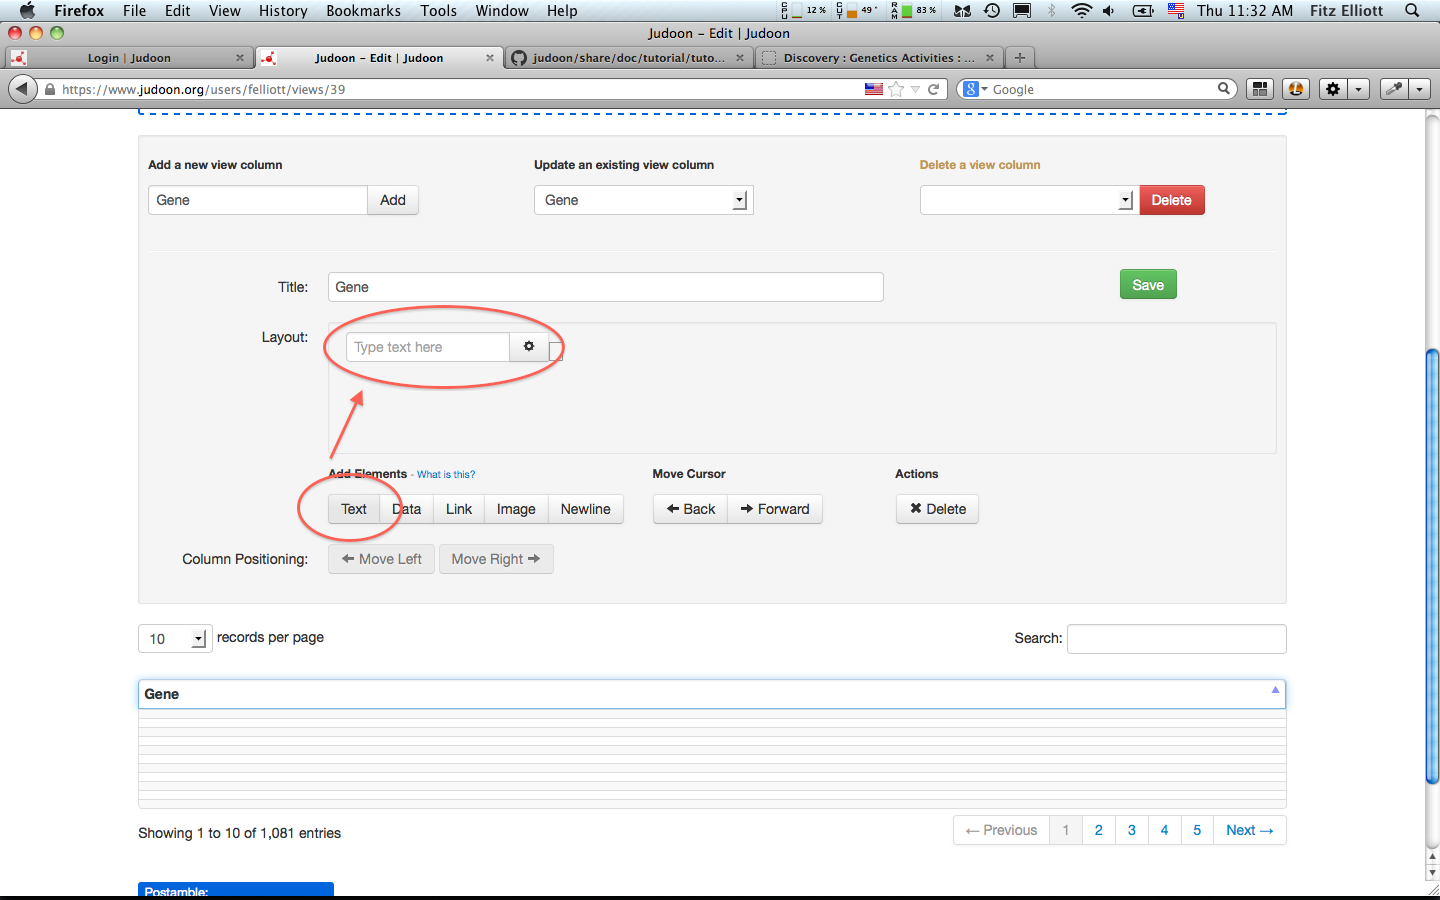 Firefox File Edit View History Bookmarks Tools Window Help CPU 12 % CUT 49 ° RAM 83 % Thu 11:32 AM Fitz Elliott
Judoon – Edit | Judoon
Login | Judoon
Judoon – Edit | Judoon
judoon/share/doc/tutorial/tuto...
Discovery : Genetics Activities : ...
https://www.judoon.org/users/felliott/views/39
Google
Add a new view column Update an existing view column Delete a view column
Gene Add Gene Delete
Title: Gene Save
Layout: Type text here
Add Elements - What is this? Move Cursor Actions
Text Data Link Image Newline ← Back → Forward ✖ Delete
Column Positioning: ← Move Left Move Right →
10 records per page Search:
Gene
Showing 1 to 10 of 1,081 entries ← Previous 1 2 3 4 5 Next →
Postamble: